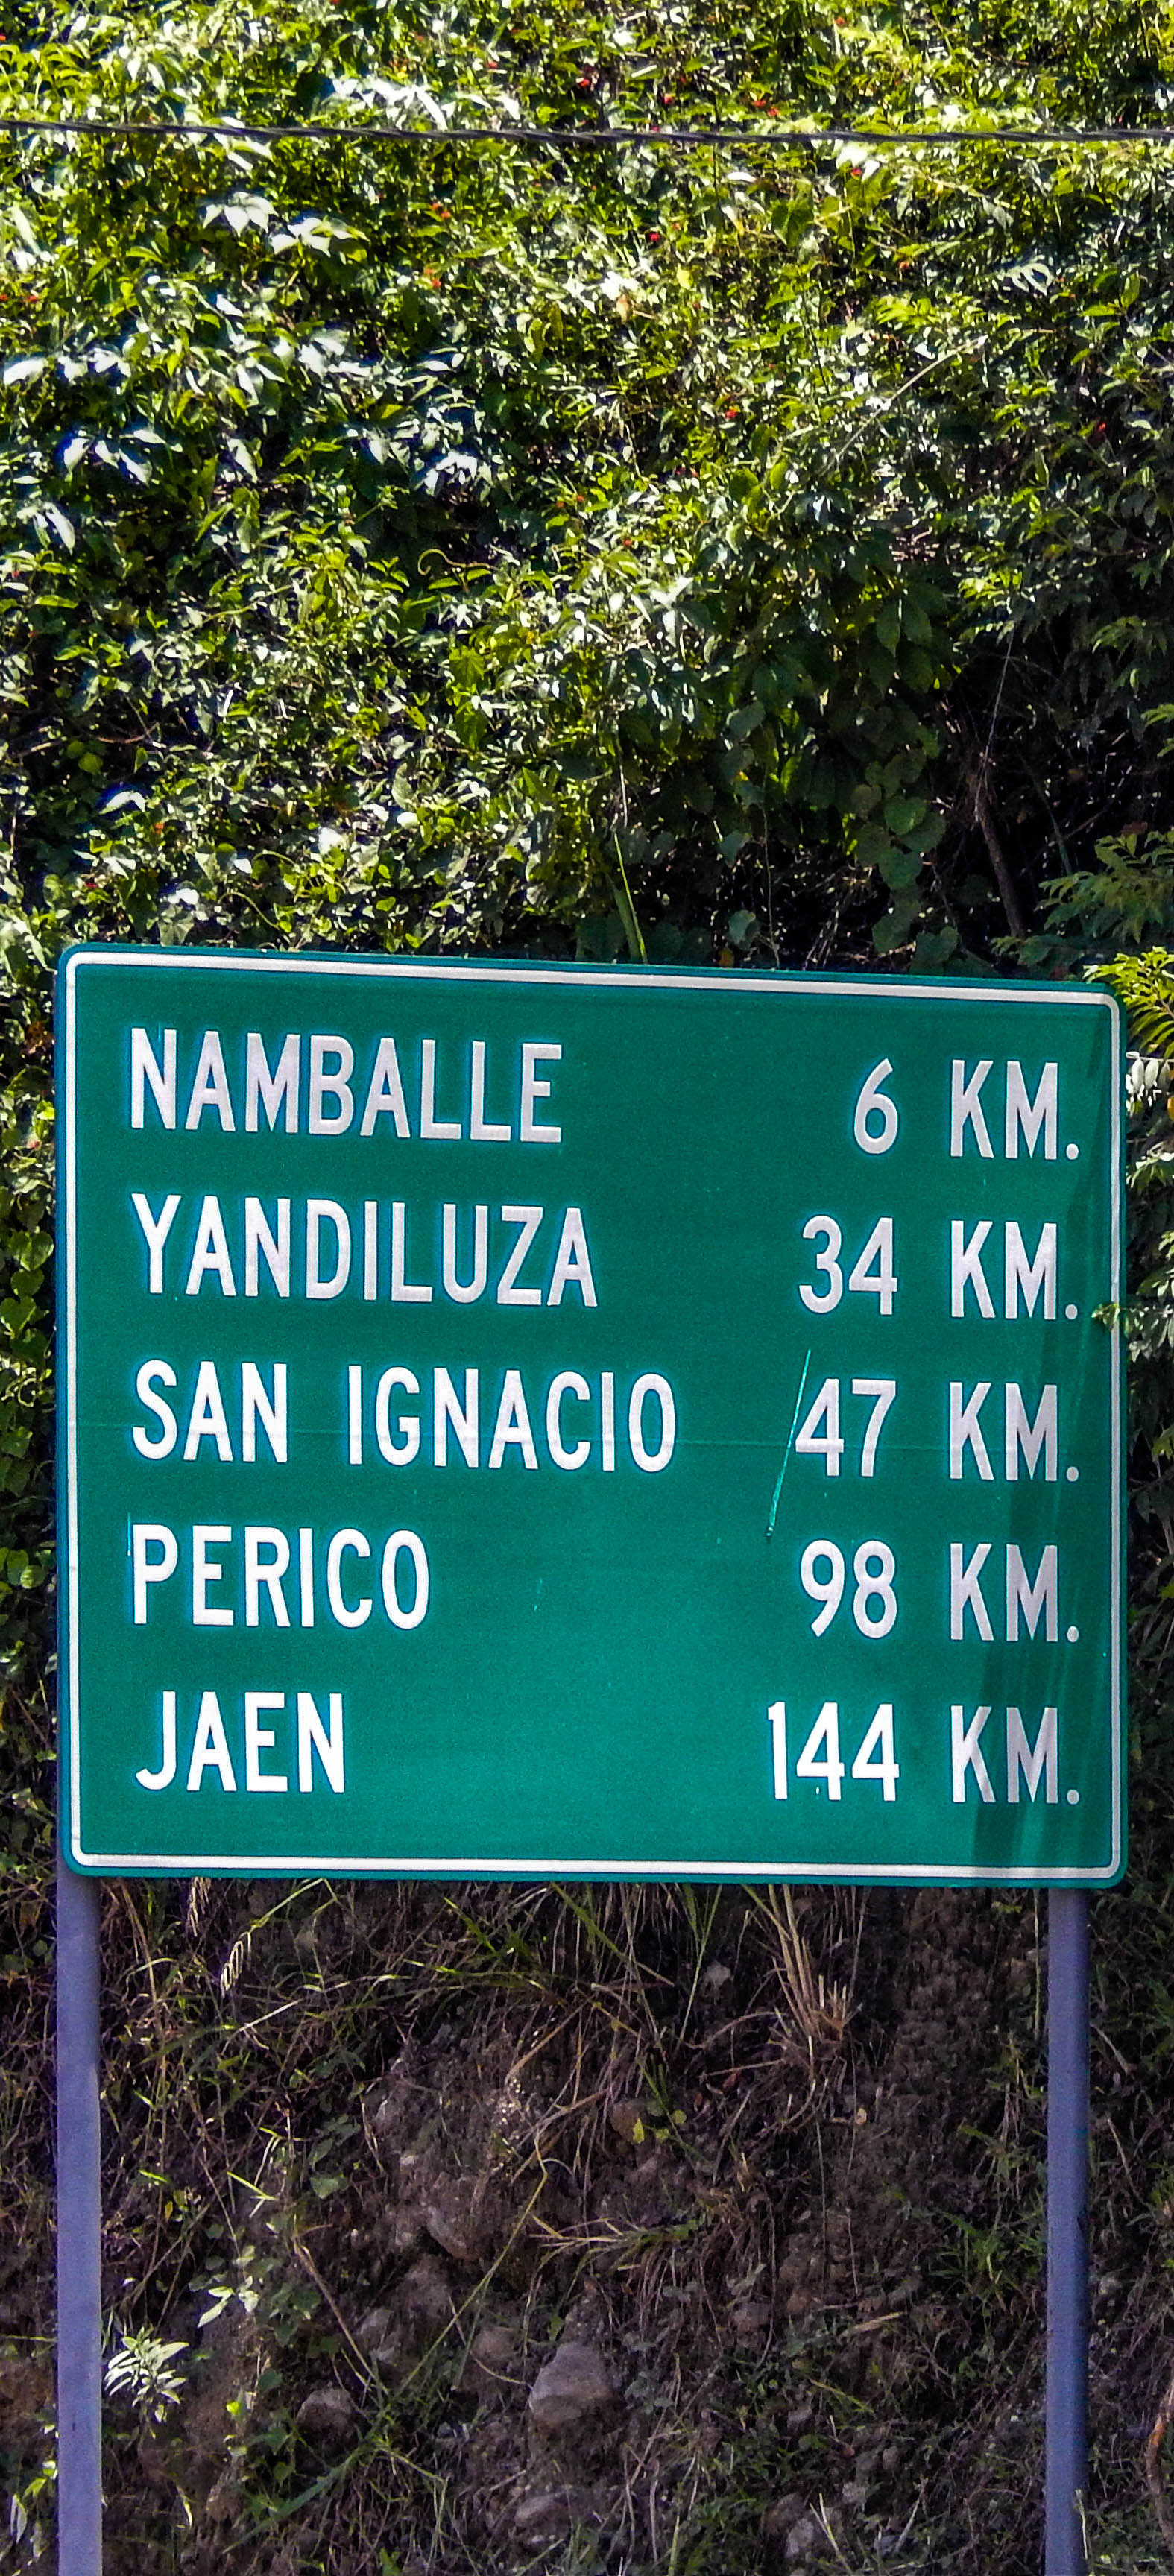 NAMBALLE 6 KM.
YANDILUZA 34 KM.
SAN IGNACIO 47 KM.
PERICO 98 KM.
JAEN 144 KM.